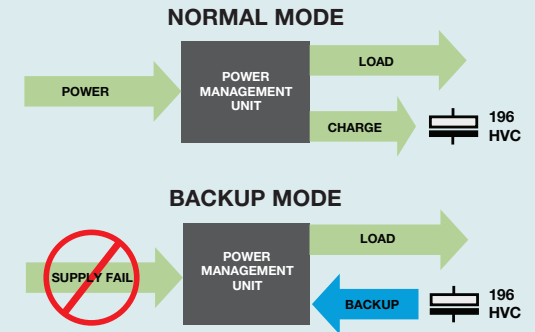 NORMAL MODE
POWER
POWER
MANAGEMENT
UNIT
LOAD
CHARGE
196
HVC
BACKUP MODE
SUPPLY FAIL
POWER
MANAGEMENT
UNIT
LOAD
BACKUP
196
HVC